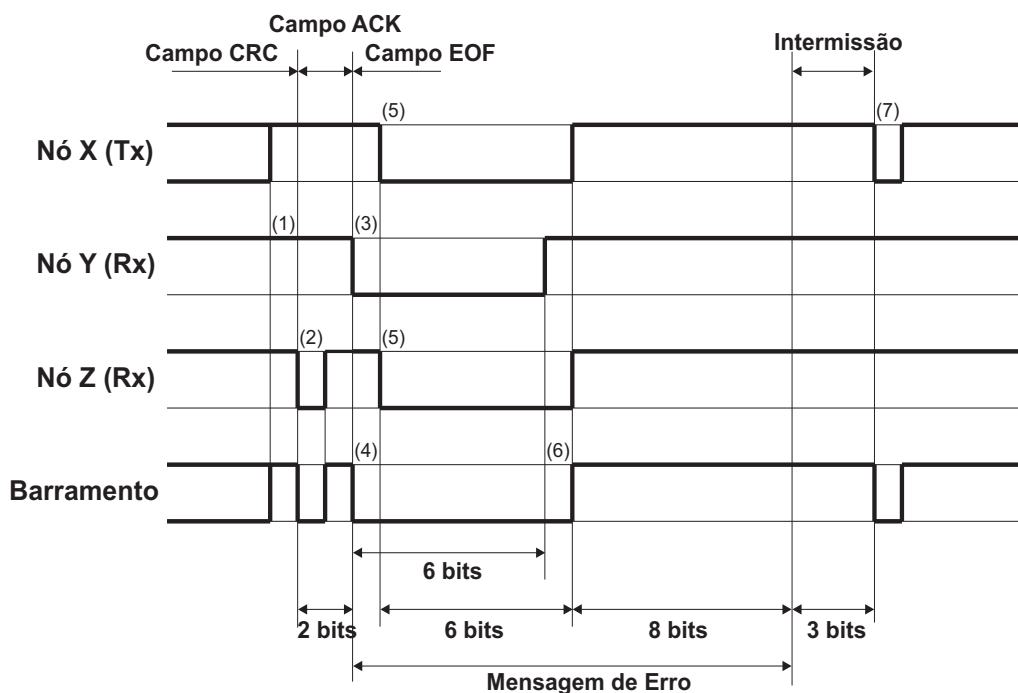 Campo ACK
Campo CRC
Campo EOF
Intermissão
(5)
(7)
Nó X (Tx)
(1)
(3)
Nó Y (Rx)
(2)
(5)
Nó Z (Rx)
(4)
(6)
Barramento
6 bits
2 bits
6 bits
8 bits
3 bits
Mensagem de Erro